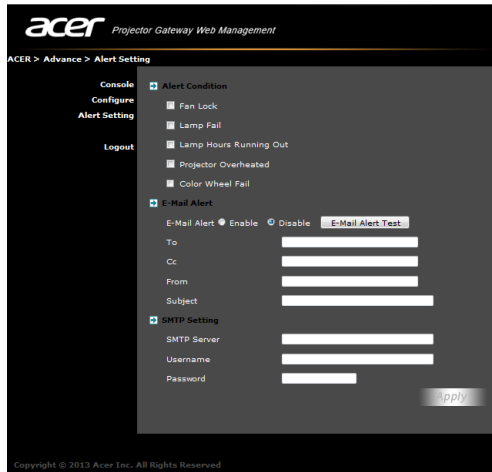 acer Projector Gateway Web Management
ACER > Advance > Alert Setting
Console
Configure
Alert Setting
Logout
Alert Condition
Fan Lock
Lamp Fail
Lamp Hours Running Out
Projector Overheated
Color Wheel Fail
E-Mail Alert
E-Mail Alert Enable Disable E-Mail Alert Test
To
Cc
From
Subject
SMTP Setting
SMTP Server
Username
Password
Apply
Copyright © 2013 Acer Inc. All Rights Reserved